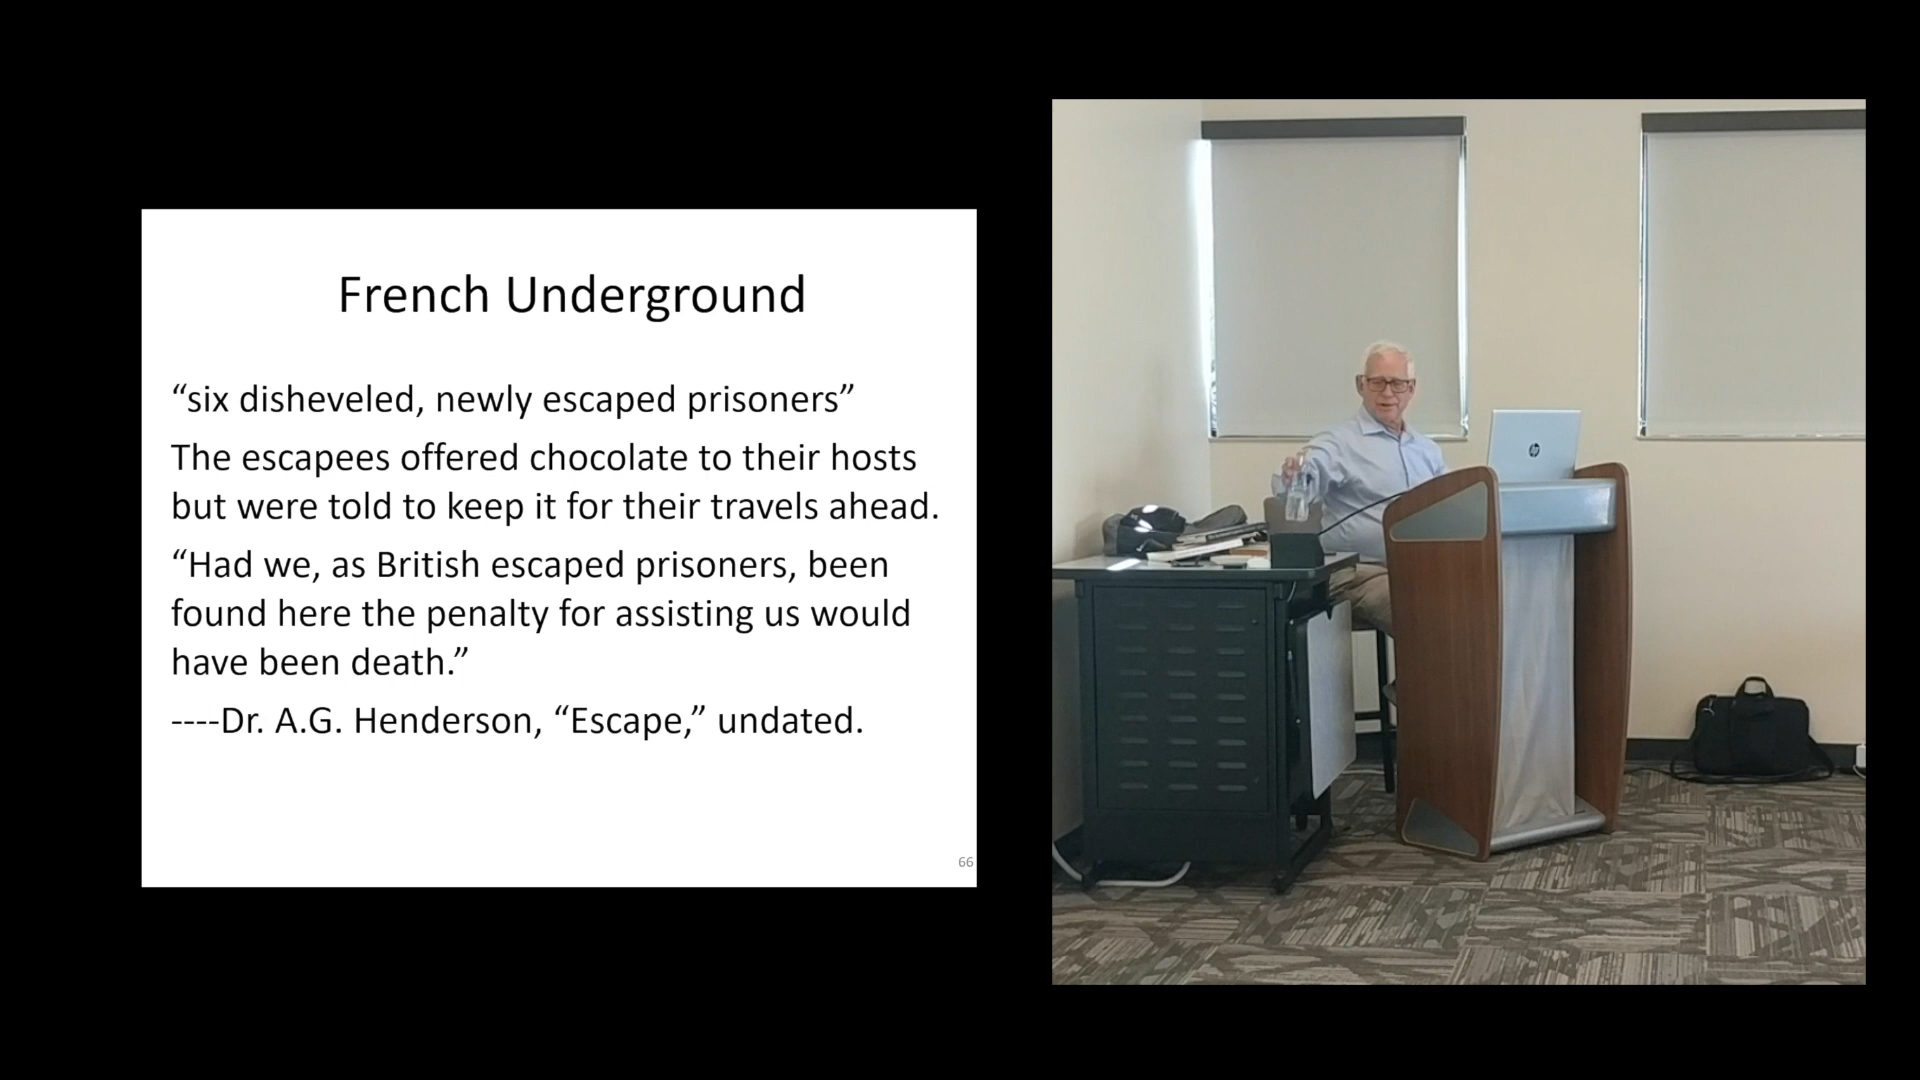 French Underground
“six disheveled, newly escaped prisoners”
The escapees offered chocolate to their hosts
but were told to keep it for their travels ahead.
“Had we, as British escaped prisoners, been
found here the penalty for assisting us would
have been death.”
----Dr. A.G. Henderson, “Escape,” undated.
66
hp